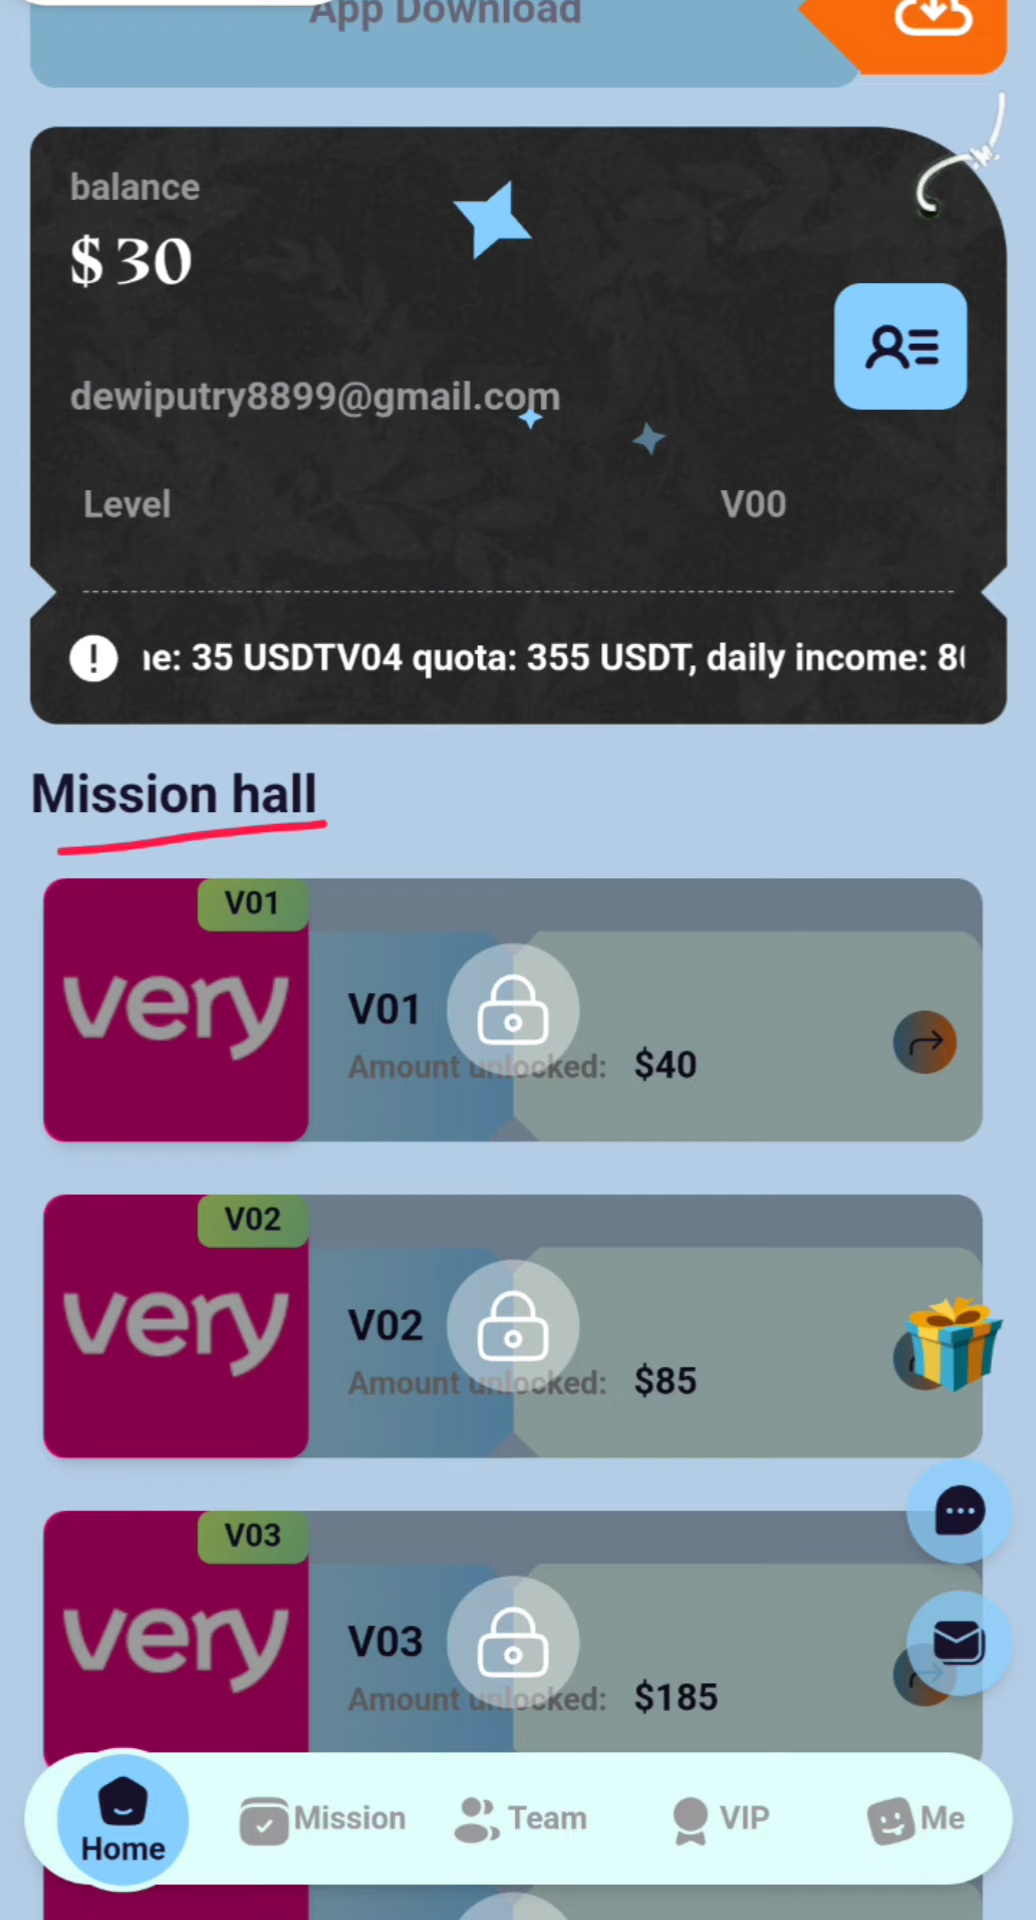 App Download
balance
$30
dewiputry8899@gmail.com
Level V00
e: 35 USDTV04 quota: 355 USDT, daily income: 8
Mission hall
V01
very
V01
Amount unlocked: $40
V02
very
V02
Amount unlocked: $85
V03
very
V03
Amount unlocked: $185
Home Mission Team VIP Me